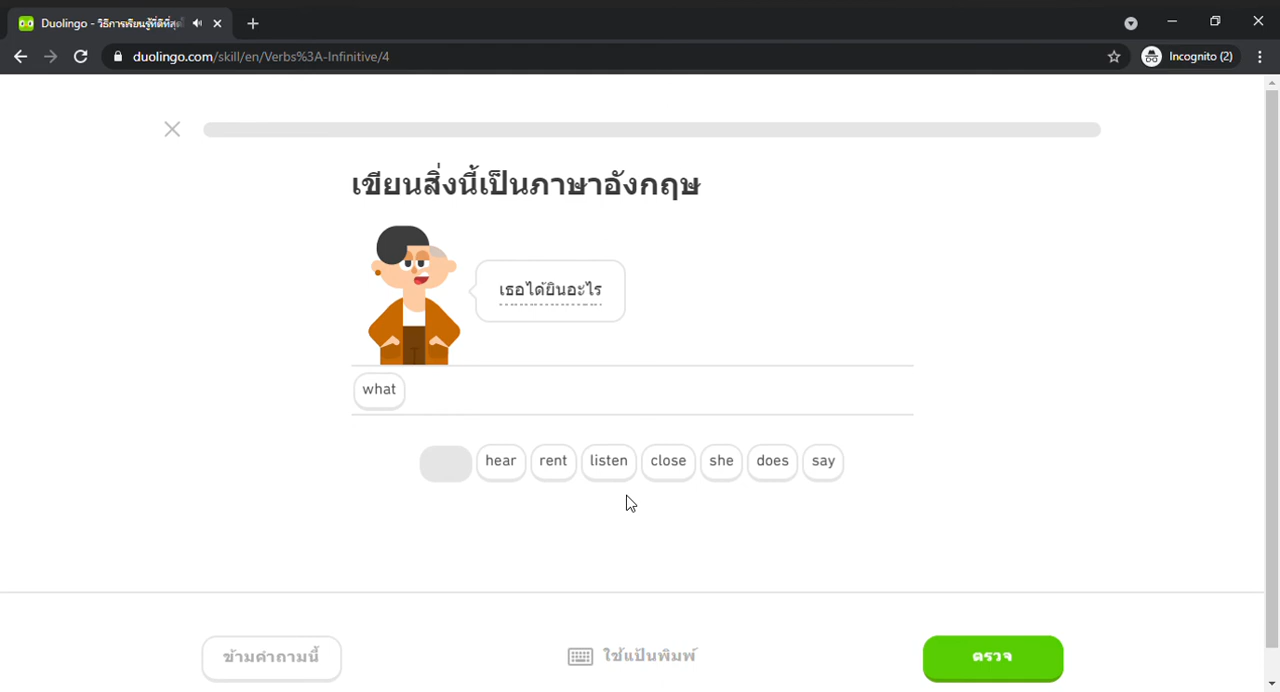 Duolingo - วิธีการเรียนรู้ที่ดีที่สุด
duolingo.com/skill/en/Verbs%3A-Infinitive/4
Incognito (2)
เขียนสิ่งนี้เป็นภาษาอังกฤษ
เธอได้ยินอะไร
what
hear rent listen close she does say
ข้ามคำถามนี้
ใช้แป้นพิมพ์
ตรวจ